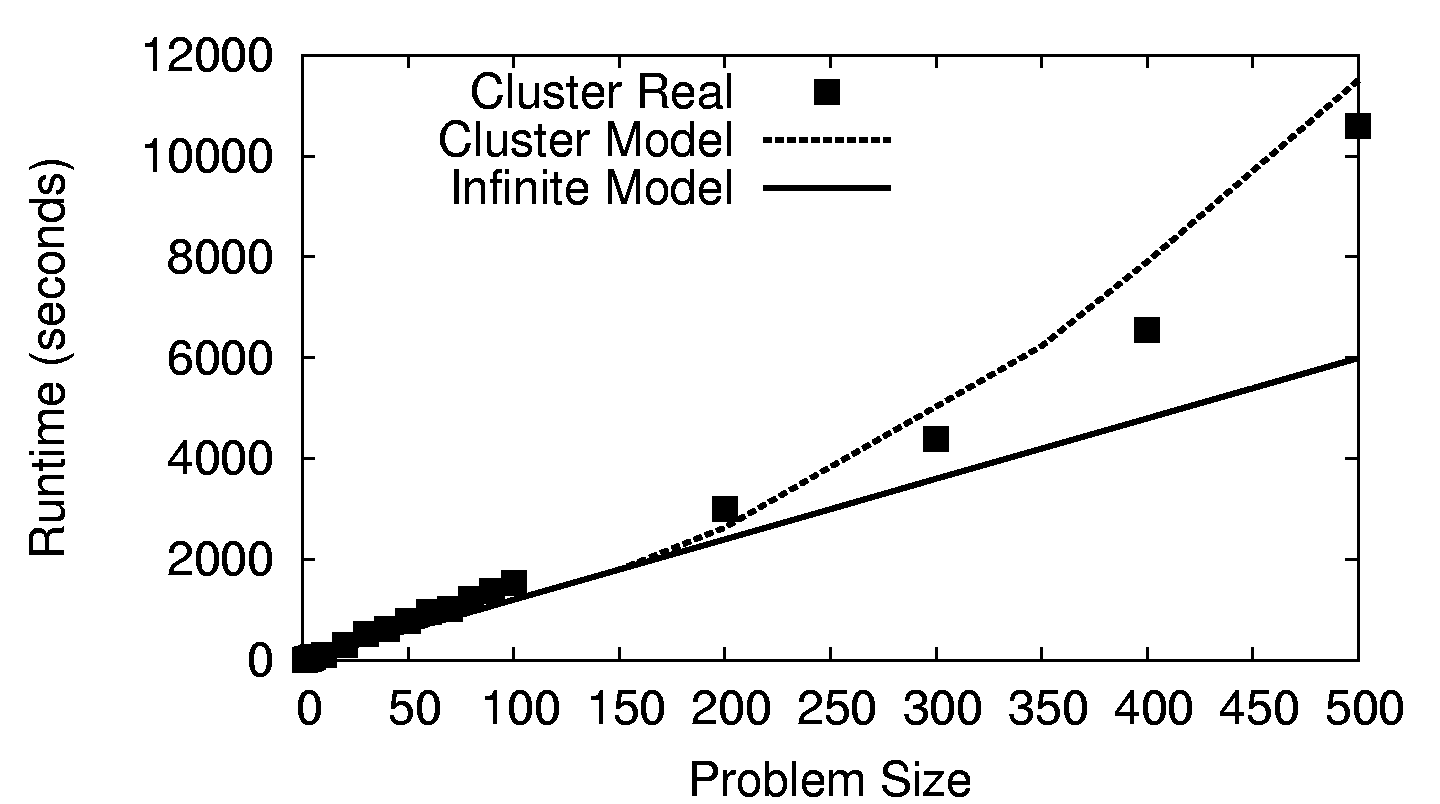 12000
10000
8000
6000
4000
2000
0
Runtime (seconds)
Cluster Real
Cluster Model
Infinite Model
0 50 100 150 200 250 300 350 400 450 500
Problem Size